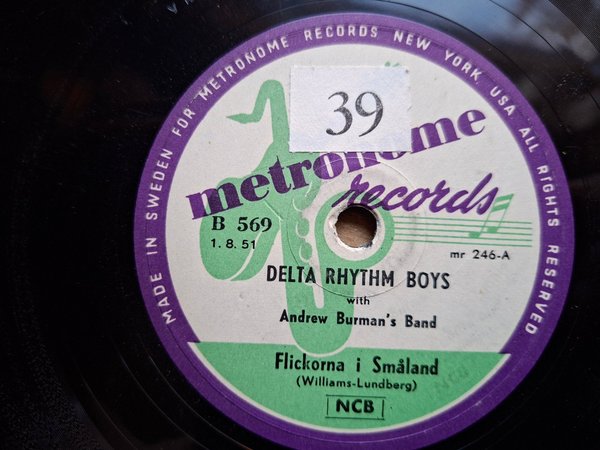 MADE IN SWEDEN FOR METRONOME RECORDS NEW YORK USA ALL RIGHTS RESERVED
39
metronome
records
B 569
1.8.51
mr 246-A
DELTA RHYTHM BOYS
with
Andrew Burman's Band
Flickorna i Småland
(Williams-Lundberg)
NCB
NCB